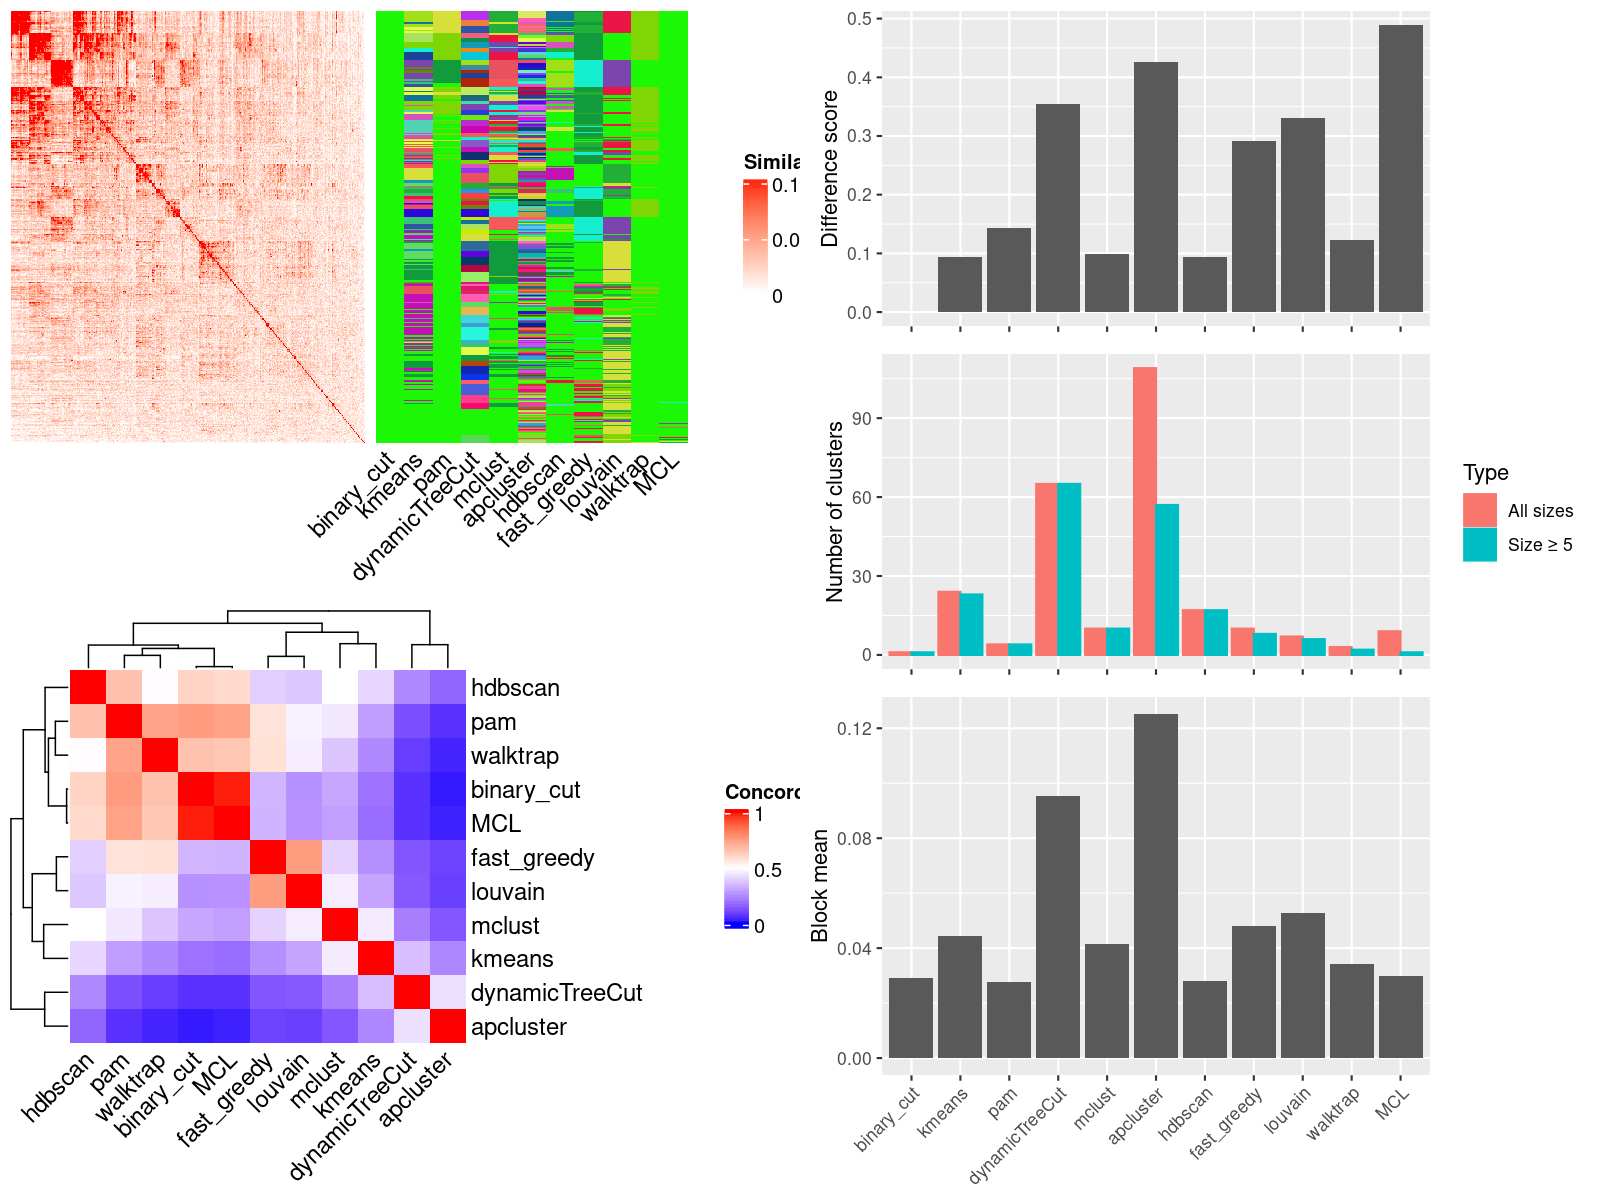 Simila
0.1
0.0
0
binary_cut
kmeans
pam
dynamicTreeCut
mclust
apcluster
hdbscan
fast_greedy
louvain
walktrap
MCL
hdbscan
pam
walktrap
binary_cut
MCL
fast_greedy
louvain
mclust
kmeans
dynamicTreeCut
apcluster
hdbscan
pam
walktrap
binary_cut
MCL
fast_greedy
louvain
mclust
kmeans
dynamicTreeCut
apcluster
Concord
1
0.5
0
Difference score
0.5
0.4
0.3
0.2
0.1
0.0
Number of clusters
90
60
30
0
Type
All sizes
Size ≥ 5
Block mean
0.12
0.08
0.04
0.00
binary_cut
kmeans
pam
dynamicTreeCut
mclust
apcluster
hdbscan
fast_greedy
louvain
walktrap
MCL